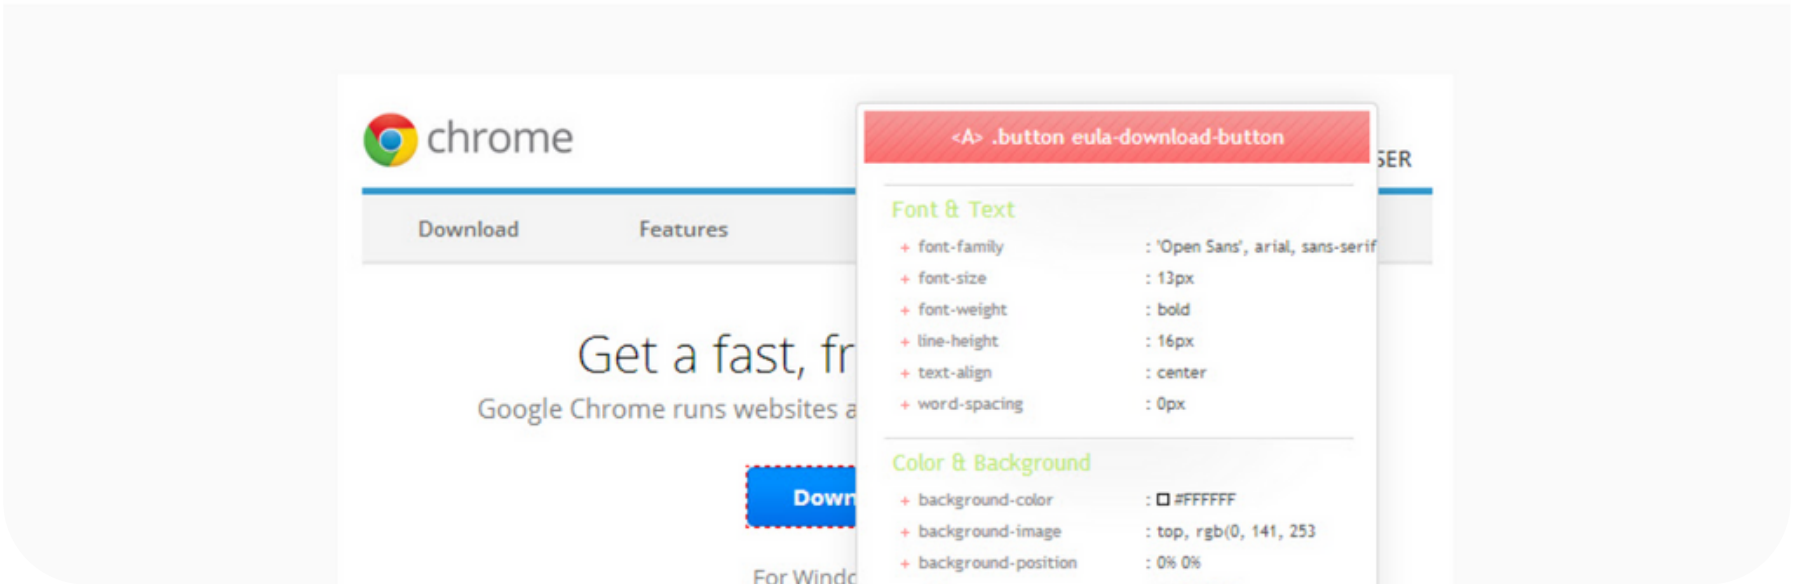 chrome
SER
Download
Features
Get a fast, fr
Google Chrome runs websites a
Down
For Windo
<A> .button eula-download-button
Font & Text
+ font-family : 'Open Sans', arial, sans-serif
+ font-size : 13px
+ font-weight : bold
+ line-height : 16px
+ text-align : center
+ word-spacing : 0px
Color & Background
+ background-color : #FFFFFF
+ background-image : top, rgb(0, 141, 253
+ background-position : 0% 0%